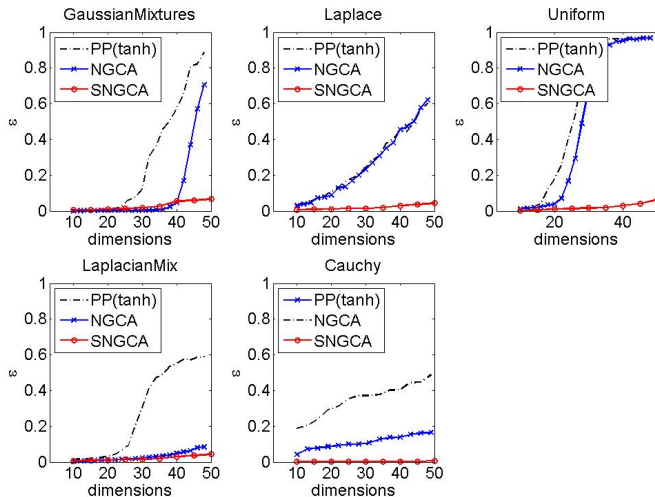 GaussianMixtures
1
0.8
0.6
0.4
0.2
0
ε
PP(tanh)
NGCA
SNGCA
10 20 30 40 50
dimensions
Laplace
1
0.8
0.6
0.4
0.2
0
PP(tanh)
NGCA
SNGCA
10 20 30 40 50
dimensions
Uniform
1
0.8
0.6
0.4
0.2
0
PP(tanh)
NGCA
SNGCA
20 40
dimensions
LaplacianMix
1
0.8
0.6
0.4
0.2
0
ε
PP(tanh)
NGCA
SNGCA
10 20 30 40 50
dimensions
Cauchy
1
0.8
0.6
0.4
0.2
0
ε
PP(tanh)
NGCA
SNGCA
10 20 30 40 50
dimensions